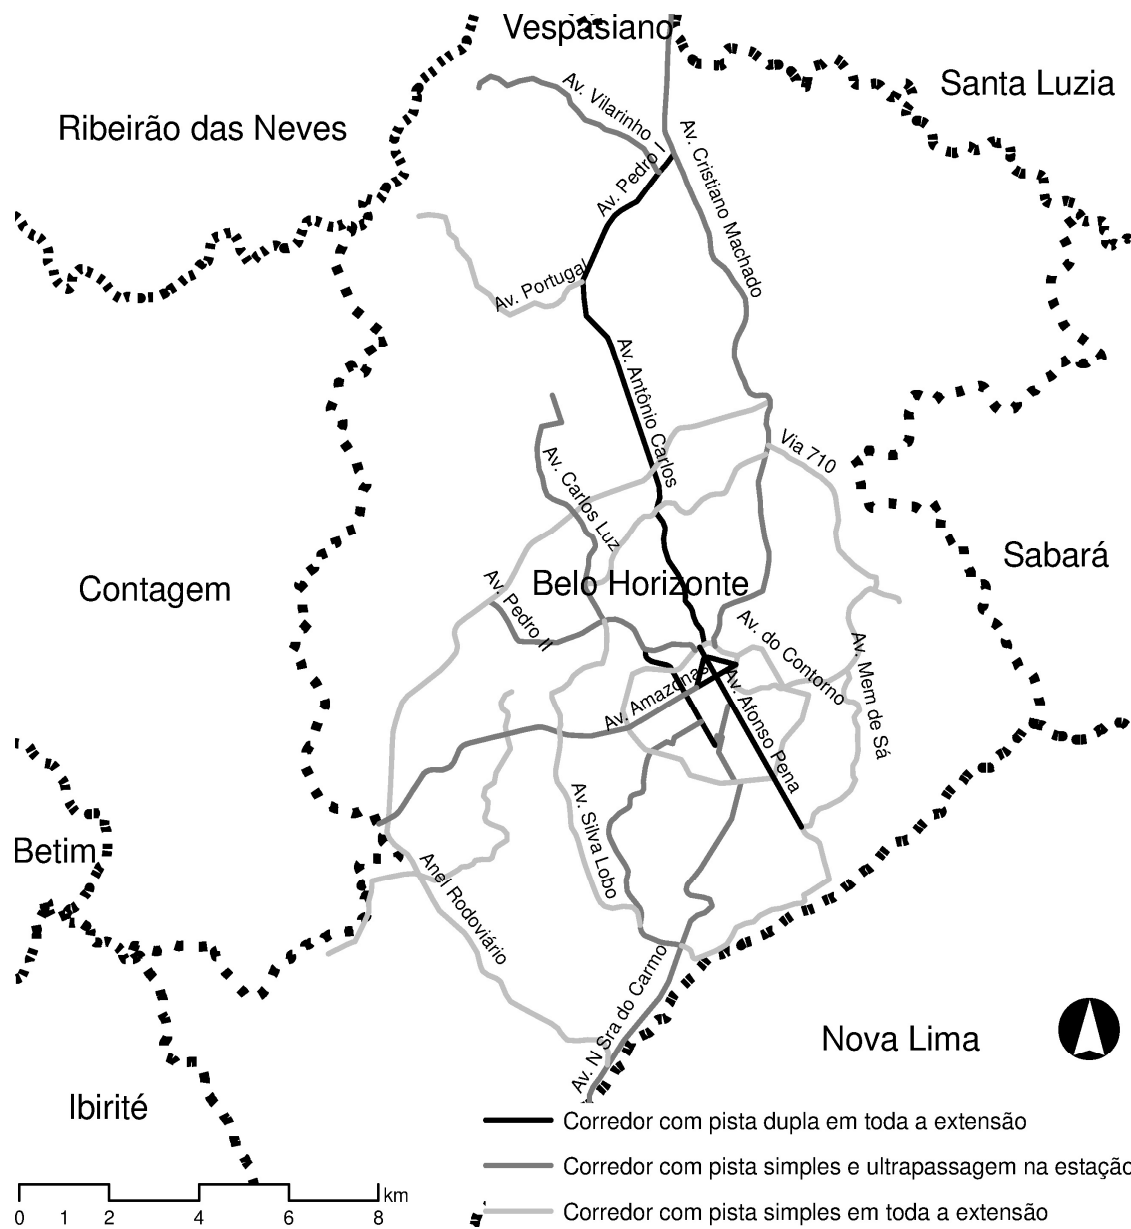 Vespasiano
Santa Luzia
Av. Vilarinho
Ribeirão das Neves
Av. Pedro I
Av. Cristiano Machado
Av. Portugal
Av. Antônio Carlos
Via 710
Av. Carlos Luz
Sabará
Contagem
Belo Horizonte
Av. Pedro II
Av. do Contorno
Av. Mem de Sá
Av. Amazonas
Av. Afonso Pena
Av. Silva Lobo
Betim
Anel Rodoviário
Av. N Sra do Carmo
Nova Lima
Ibirité
Corredor com pista dupla em toda a extensão
Corredor com pista simples e ultrapassagem na estação
Corredor com pista simples em toda a extensão
km
0 1 2 4 6 8